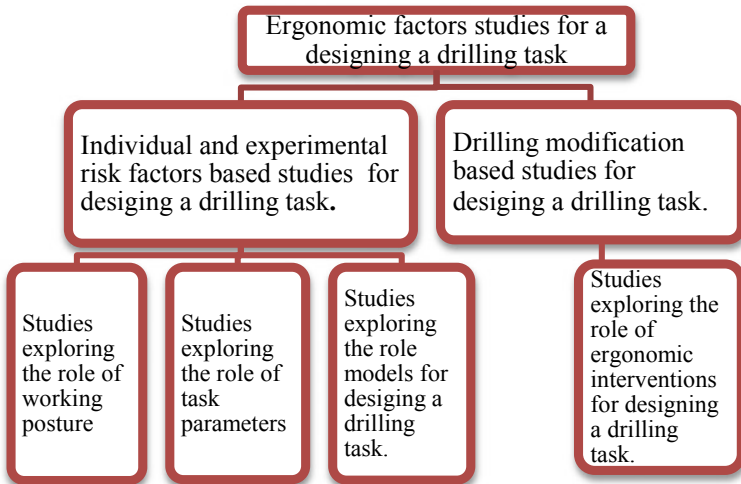 Ergonomic factors studies for a
designing a drilling task
Individual and experimental
risk factors based studies for
desiging a drilling task.
Drilling modification
based studies for
desiging a drilling task.
Studies
exploring
the role of
working
posture
Studies
exploring
the role of
task
parameters
Studies
exploring
the role
models for
desiging a
drilling
task.
Studies
exploring the
role of
ergonomic
interventions
for designing
a drilling
task.